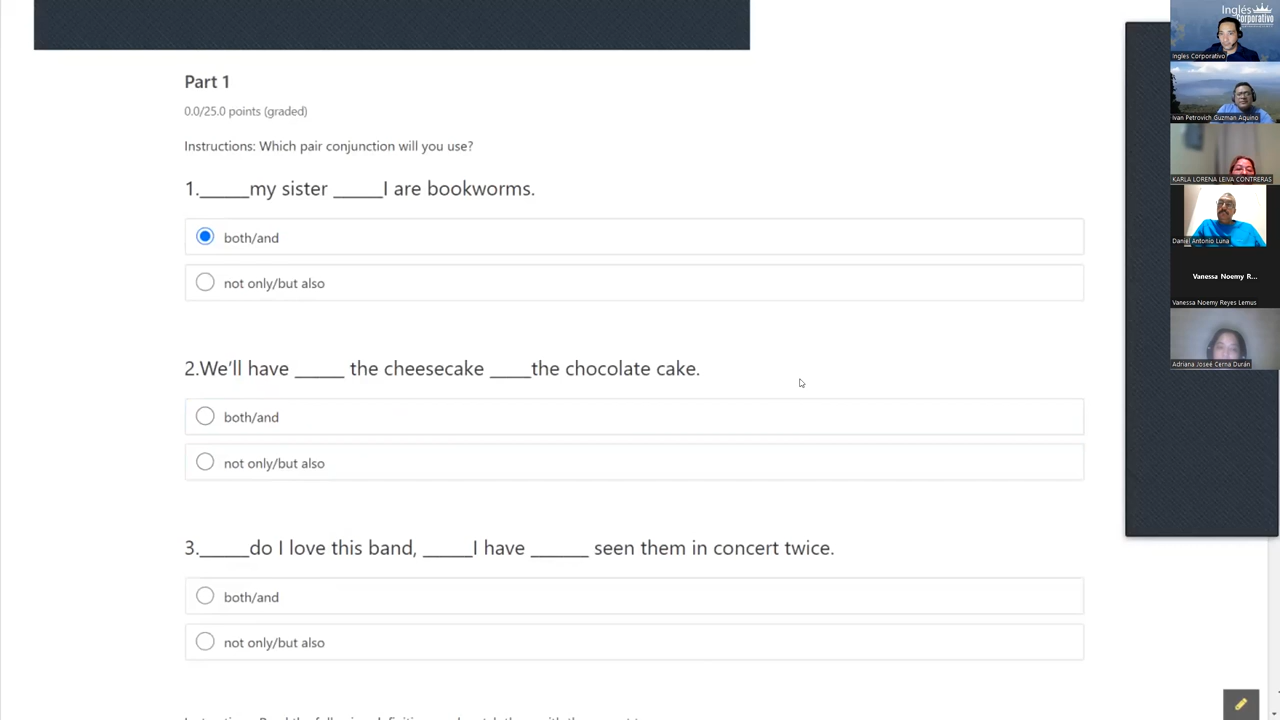 Part 1
0.0/25.0 points (graded)
Instructions: Which pair conjunction will you use?
1.______my sister ______I are bookworms.
both/and
not only/but also
2.We'll have ______ the cheesecake _____the chocolate cake.
both/and
not only/but also
3.______do I love this band, ______I have _______ seen them in concert twice.
both/and
not only/but also
Inglés
Corporativo
Ingles Corporativo
Ivan Petrovich Guzman Aquino
KARLA LORENA LEIVA CONTRERAS
Daniel Antonio Luna
Vanessa Noemy R...
Vanessa Noemy Reyes Lemus
Adriana Joseé Cerna Durán